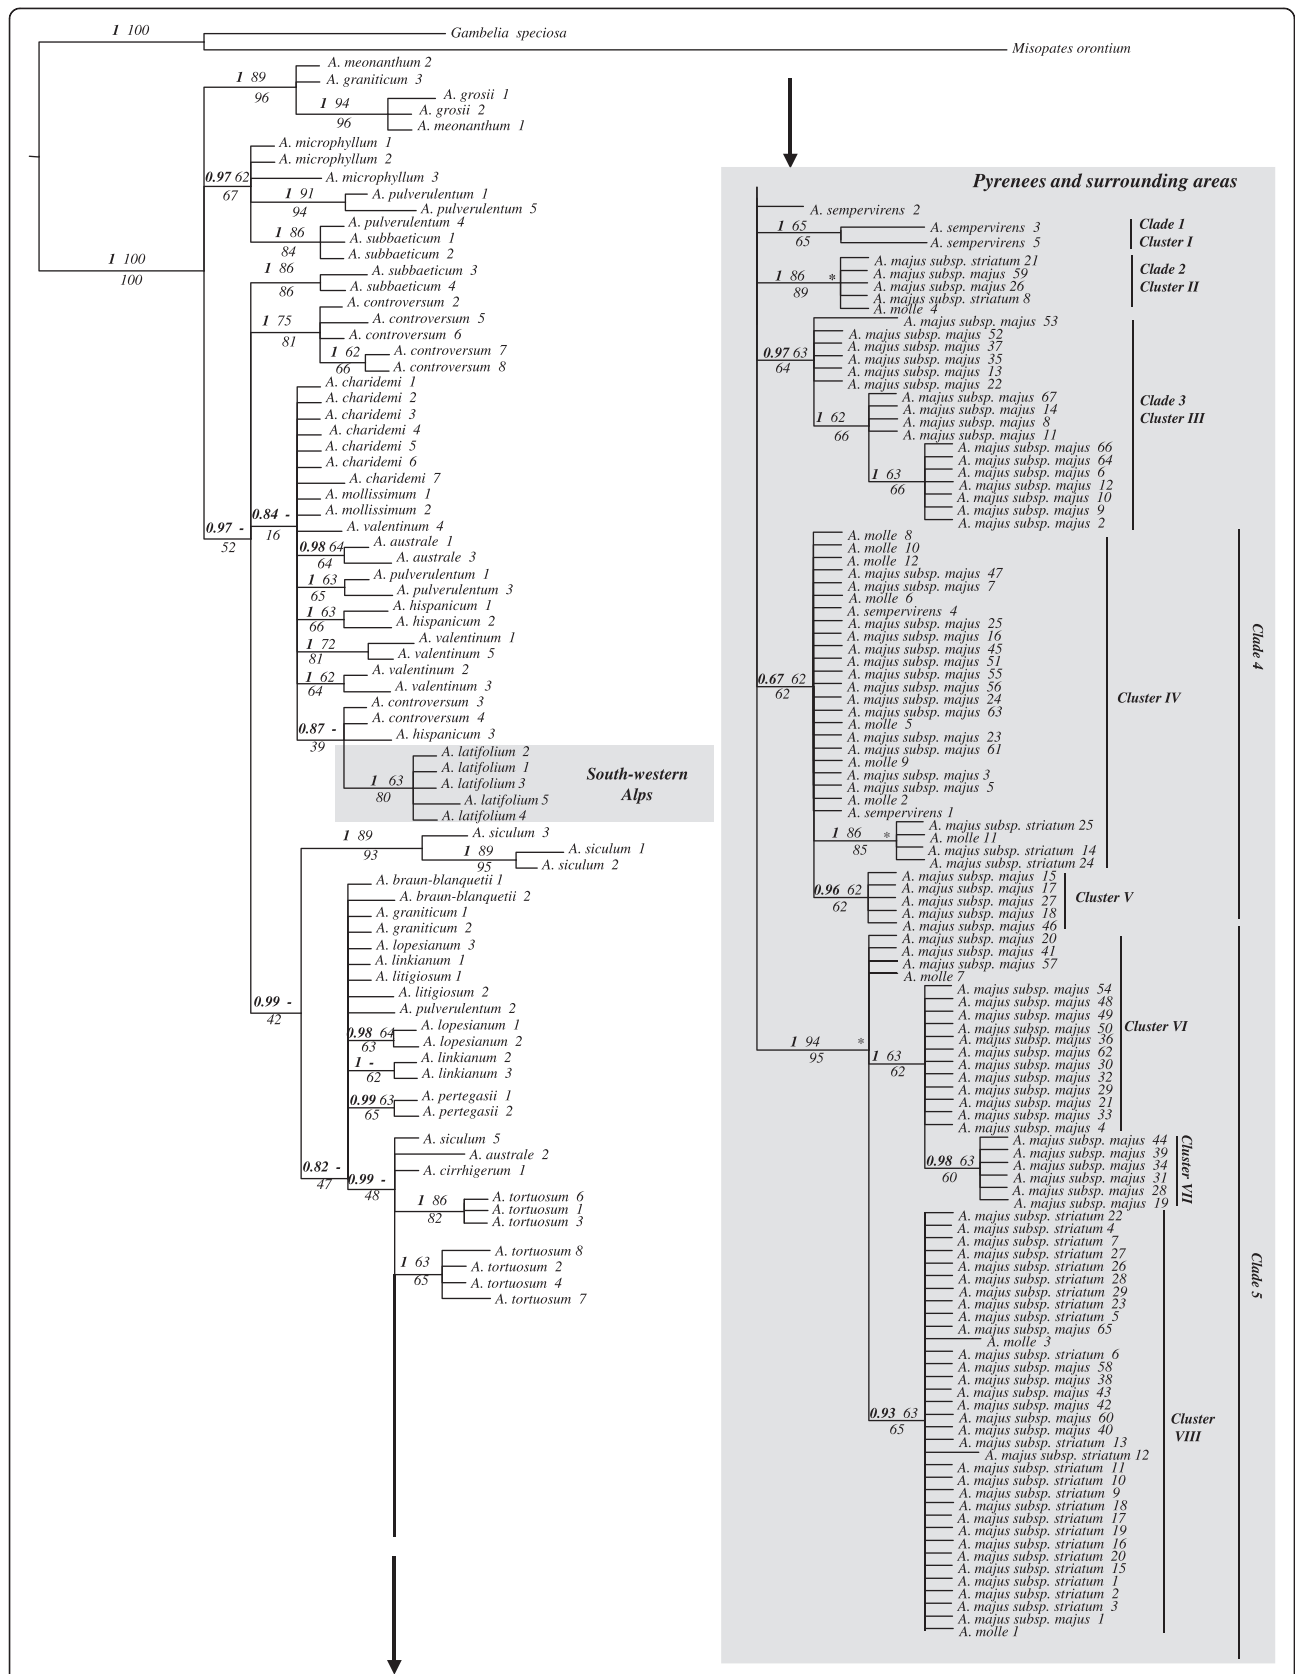 1 100
Gambelia speciosa
Misopates orontium
A. meonanthum 2
1 89
A. graniticum 3
96
A. grosii 1
1 94
A. grosii 2
96
A. meonanthum 1
A. microphyllum 1
A. microphyllum 2
0.97 62
A. microphyllum 3
67
1 91
A. pulverulentum 1
94
A. pulverulentum 5
A. pulverulentum 4
1 86
A. subbaeticum 1
84
A. subbaeticum 2
1 100
100
1 86
A. subbaeticum 3
86
A. subbaeticum 4
A. controversum 2
1 75
A. controversum 5
81
A. controversum 6
1 62
A. controversum 7
66
A. controversum 8
A. charidemi 1
A. charidemi 2
A. charidemi 3
A. charidemi 4
A. charidemi 5
A. charidemi 6
A. charidemi 7
A. mollissimum 1
A. mollissimum 2
0.84 -
16
0.97 -
52
A. valentinum 4
A. australe 1
0.98 64
64
A. australe 3
A. pulverulentum 1
1 63
65
A. pulverulentum 3
A. hispanicum 1
1 63
66
A. hispanicum 2
A. valentinum 1
1 72
81
A. valentinum 5
A. valentinum 2
1 62
64
A. valentinum 3
A. controversum 3
A. controversum 4
0.87 -
39
A. hispanicum 3
A. latifolium 2
A. latifolium 1
1 63
80
A. latifolium 3
A. latifolium 5
A. latifolium 4
South-western
Alps
1 89
93
A. siculum 3
1 89
95
A. siculum 1
A. siculum 2
A. braun-blanquetii 1
A. braun-blanquetii 2
A. graniticum 1
A. graniticum 2
A. lopesianum 3
A. linkianum 1
A. litigiosum 1
A. litigiosum 2
0.99 -
42
A. pulverulentum 2
0.98 64
63
A. lopesianum 1
A. lopesianum 2
1 -
62
A. linkianum 2
A. linkianum 3
0.99 63
65
A. pertegasii 1
A. pertegasii 2
A. siculum 5
A. australe 2
0.82 -
47
0.99 -
48
A. cirrhigerum 1
1 86
82
A. tortuosum 6
A. tortuosum 1
A. tortuosum 3
1 63
65
A. tortuosum 8
A. tortuosum 2
A. tortuosum 4
A. tortuosum 7
Pyrenees and surrounding areas
A. sempervirens 2
1 65
65
A. sempervirens 3
A. sempervirens 5
Clade 1
Cluster I
1 86 *
89
A. majus subsp. striatum 21
A. majus subsp. majus 59
A. majus subsp. majus 26
A. majus subsp. striatum 8
A. molle 4
Clade 2
Cluster II
0.97 63
64
A. majus subsp. majus 53
A. majus subsp. majus 52
A. majus subsp. majus 37
A. majus subsp. majus 35
A. majus subsp. majus 13
A. majus subsp. majus 22
1 62
66
A. majus subsp. majus 67
A. majus subsp. majus 14
A. majus subsp. majus 8
A. majus subsp. majus 11
1 63
66
A. majus subsp. majus 66
A. majus subsp. majus 64
A. majus subsp. majus 6
A. majus subsp. majus 12
A. majus subsp. majus 10
A. majus subsp. majus 9
A. majus subsp. majus 2
Clade 3
Cluster III
0.67 62
62
A. molle 8
A. molle 10
A. molle 12
A. majus subsp. majus 47
A. majus subsp. majus 7
A. molle 6
A. sempervirens 4
A. majus subsp. majus 25
A. majus subsp. majus 16
A. majus subsp. majus 45
A. majus subsp. majus 51
A. majus subsp. majus 55
A. majus subsp. majus 56
A. majus subsp. majus 24
A. majus subsp. majus 63
A. molle 5
A. majus subsp. majus 23
A. majus subsp. majus 61
A. molle 9
A. majus subsp. majus 3
A. majus subsp. majus 5
A. molle 2
A. sempervirens 1
1 86 *
85
A. majus subsp. striatum 25
A. molle 11
A. majus subsp. striatum 14
A. majus subsp. striatum 24
Cluster IV
Clade 4
0.96 62
62
A. majus subsp. majus 15
A. majus subsp. majus 17
A. majus subsp. majus 27
A. majus subsp. majus 18
A. majus subsp. majus 46
Cluster V
1 94 *
95
A. majus subsp. majus 20
A. majus subsp. majus 41
A. majus subsp. majus 57
A. molle 7
1 63
62
A. majus subsp. majus 54
A. majus subsp. majus 48
A. majus subsp. majus 49
A. majus subsp. majus 50
A. majus subsp. majus 36
A. majus subsp. majus 62
A. majus subsp. majus 30
A. majus subsp. majus 32
A. majus subsp. majus 29
A. majus subsp. majus 21
A. majus subsp. majus 33
A. majus subsp. majus 4
Cluster VI
0.98 63
60
A. majus subsp. majus 44
A. majus subsp. majus 39
A. majus subsp. majus 34
A. majus subsp. majus 31
A. majus subsp. majus 28
A. majus subsp. majus 19
Cluster VII
Clade 5
0.93 63
65
A. majus subsp. striatum 22
A. majus subsp. striatum 4
A. majus subsp. striatum 7
A. majus subsp. striatum 27
A. majus subsp. striatum 26
A. majus subsp. striatum 28
A. majus subsp. striatum 29
A. majus subsp. striatum 23
A. majus subsp. striatum 5
A. majus subsp. majus 65
A. molle 3
A. majus subsp. striatum 6
A. majus subsp. majus 58
A. majus subsp. majus 38
A. majus subsp. majus 43
A. majus subsp. majus 42
A. majus subsp. majus 60
A. majus subsp. majus 40
A. majus subsp. striatum 13
A. majus subsp. striatum 12
A. majus subsp. striatum 11
A. majus subsp. striatum 10
A. majus subsp. striatum 9
A. majus subsp. striatum 18
A. majus subsp. striatum 17
A. majus subsp. striatum 19
A. majus subsp. striatum 16
A. majus subsp. striatum 20
A. majus subsp. striatum 15
A. majus subsp. striatum 1
A. majus subsp. striatum 2
A. majus subsp. striatum 3
A. majus subsp. majus 1
A. molle 1
Cluster
VIII